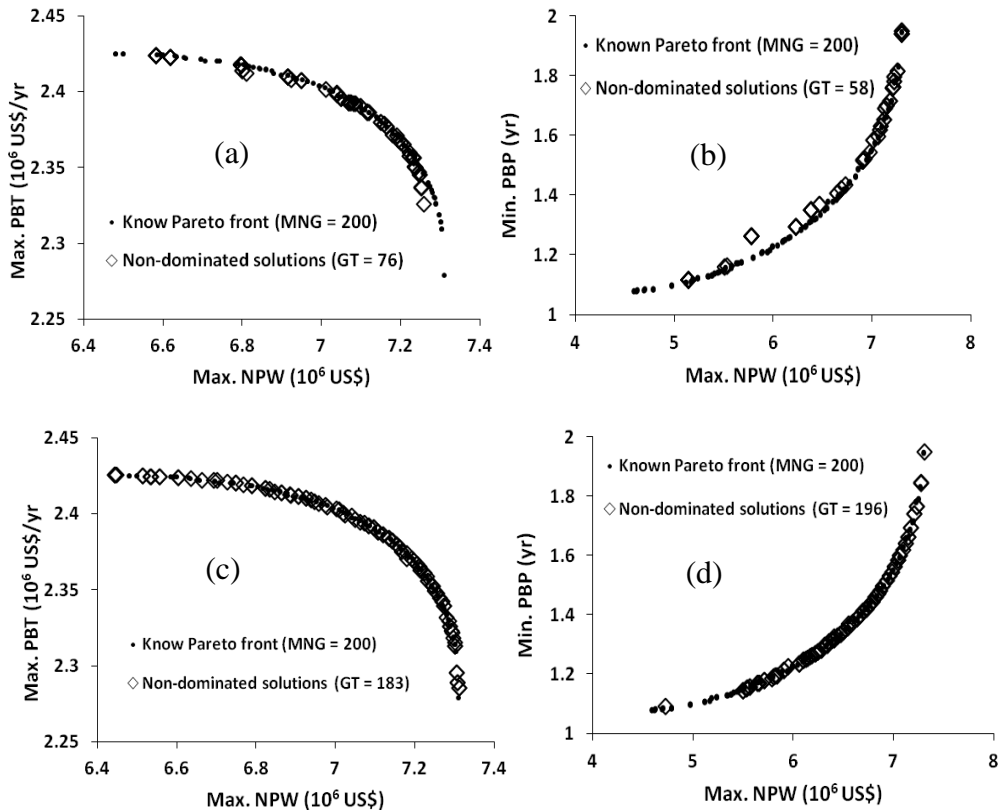 2.45
2.4
2.35
2.3
2.25
Max. PBT (10⁶ US$/yr)
(a)
• Know Pareto front (MNG = 200)
◇ Non-dominated solutions (GT = 76)
6.4 6.6 6.8 7 7.2 7.4
Max. NPW (10⁶ US$)
2
1.8
1.6
1.4
1.2
1
Min. PBP (yr)
• Known Pareto front (MNG = 200)
◇ Non-dominated solutions (GT = 58)
(b)
4 5 6 7 8
Max. NPW (10⁶ US$)
2.45
2.4
2.35
2.3
2.25
Max. PBT (10⁶ US$/yr)
(c)
• Know Pareto front (MNG = 200)
◇ Non-dominated solutions (GT = 183)
6.4 6.6 6.8 7 7.2 7.4
Max. NPW (10⁶ US$)
2
1.8
1.6
1.4
1.2
1
Min. PBP (yr)
• Known Pareto front (MNG = 200)
◇ Non-dominated solutions (GT = 196)
(d)
4 5 6 7 8
Max. NPW (10⁶ US$)